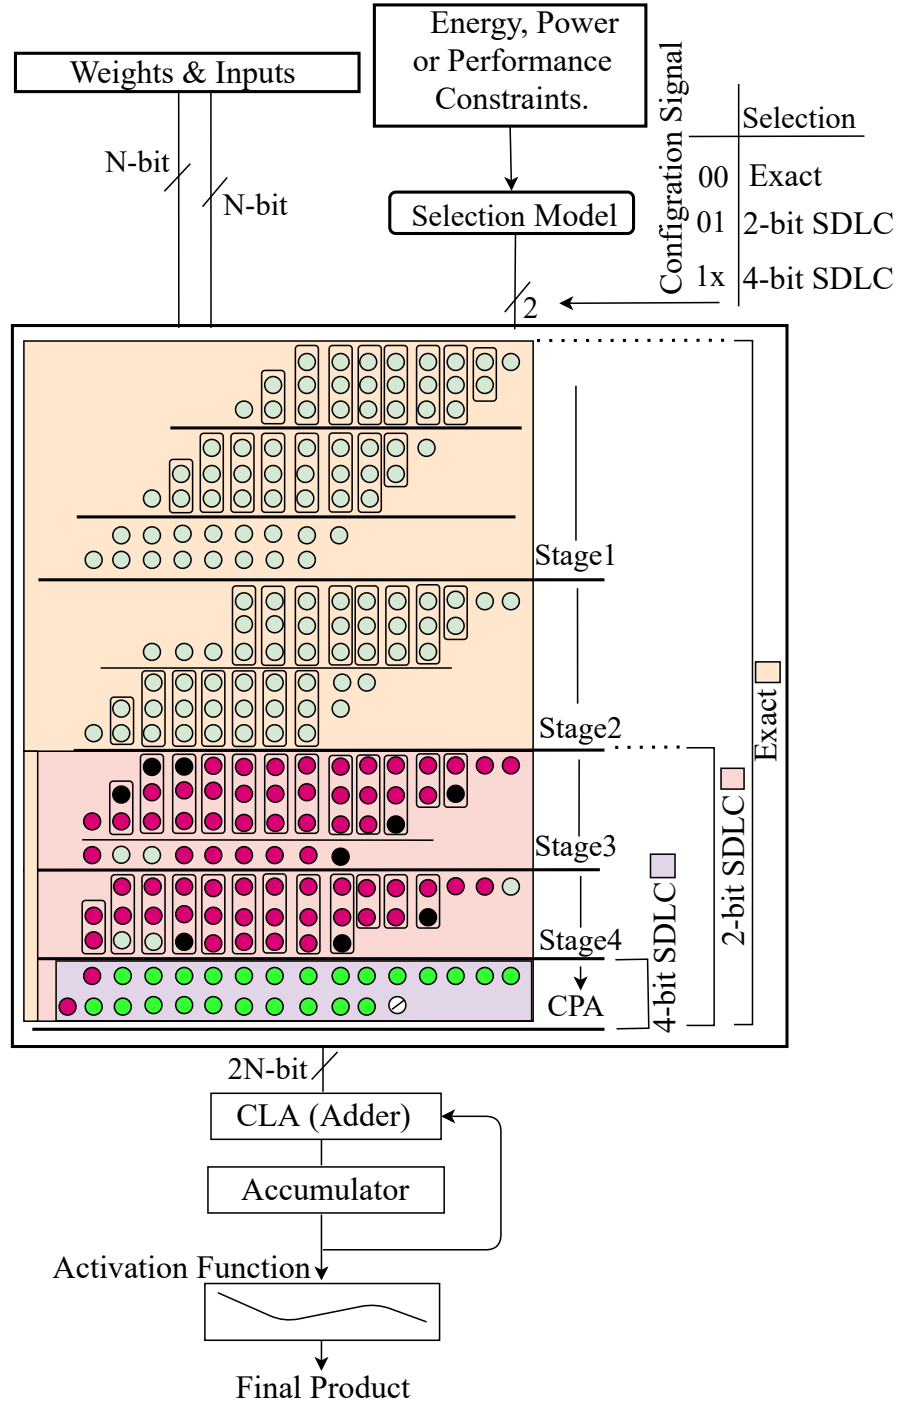 Energy, Power
or Performance
Constraints.
Weights & Inputs
Configration Signal
Selection
00 Exact
01 2-bit SDLC
1x 4-bit SDLC
N-bit
N-bit
Selection Model
2
Stage1
Stage2
Stage3
Stage4
CPA
Exact
2-bit SDLC
4-bit SDLC
2N-bit
CLA (Adder)
Accumulator
Activation Function
Final Product